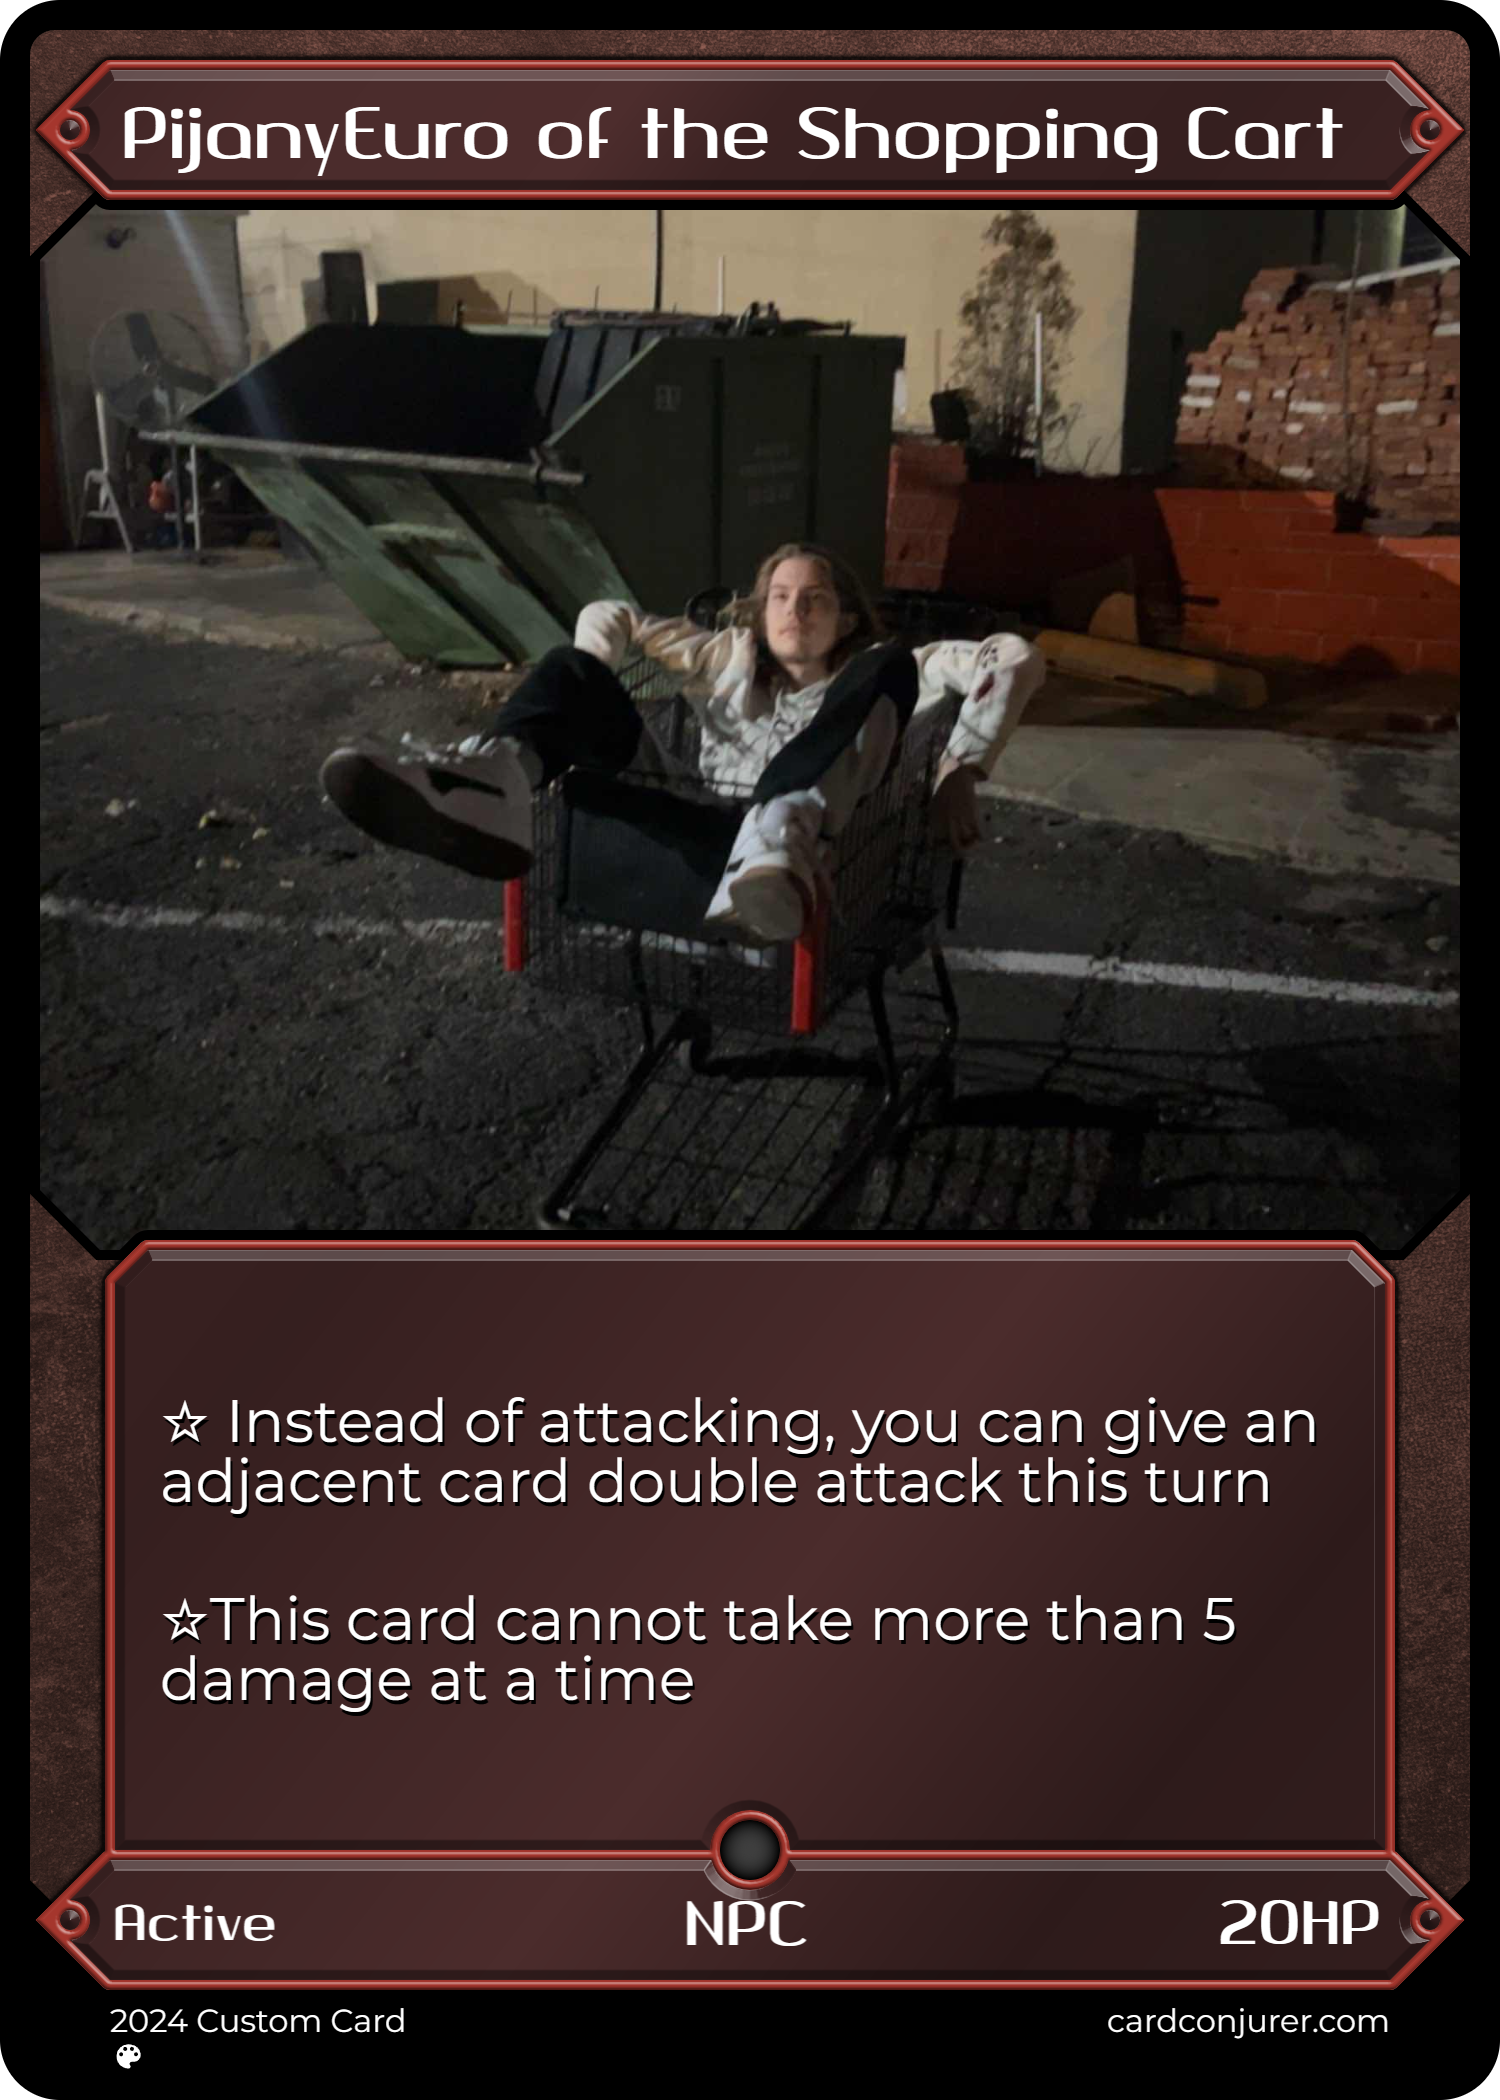 PijanyEuro of the Shopping Cart
☆ Instead of attacking, you can give an
adjacent card double attack this turn
☆This card cannot take more than 5
damage at a time
Active
NPC
20HP
2024 Custom Card
cardconjurer.com